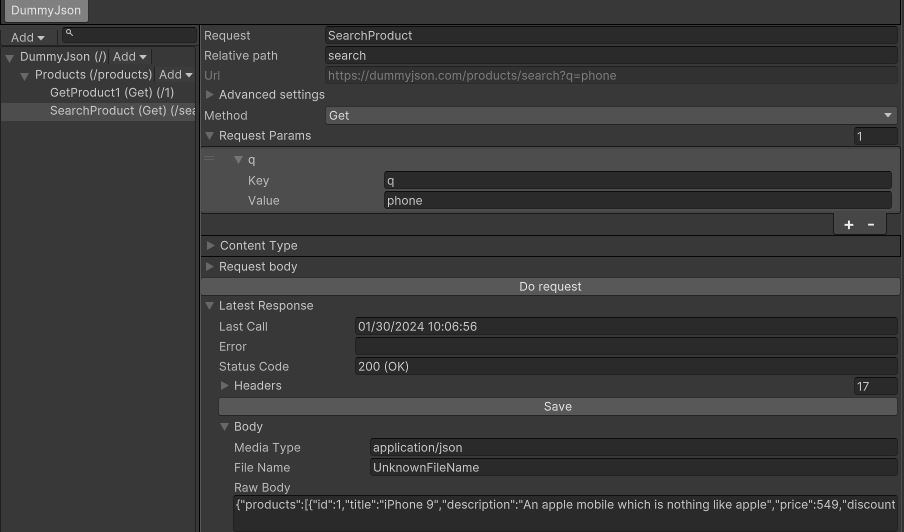 DummyJson
Add
DummyJson (/) Add
Products (/products) Add
GetProduct1 (Get) (/1)
SearchProduct (Get) (/sea
Request SearchProduct
Relative path search
Url https://dummyjson.com/products/search?q=phone
Advanced settings
Method Get
Request Params 1
q
Key q
Value phone
+ -
Content Type
Request body
Do request
Latest Response
Last Call 01/30/2024 10:06:56
Error
Status Code 200 (OK)
Headers 17
Save
Body
Media Type application/json
File Name UnknownFileName
Raw Body
{"products":[{"id":1,"title":"iPhone 9","description":"An apple mobile which is nothing like apple","price":549,"discount